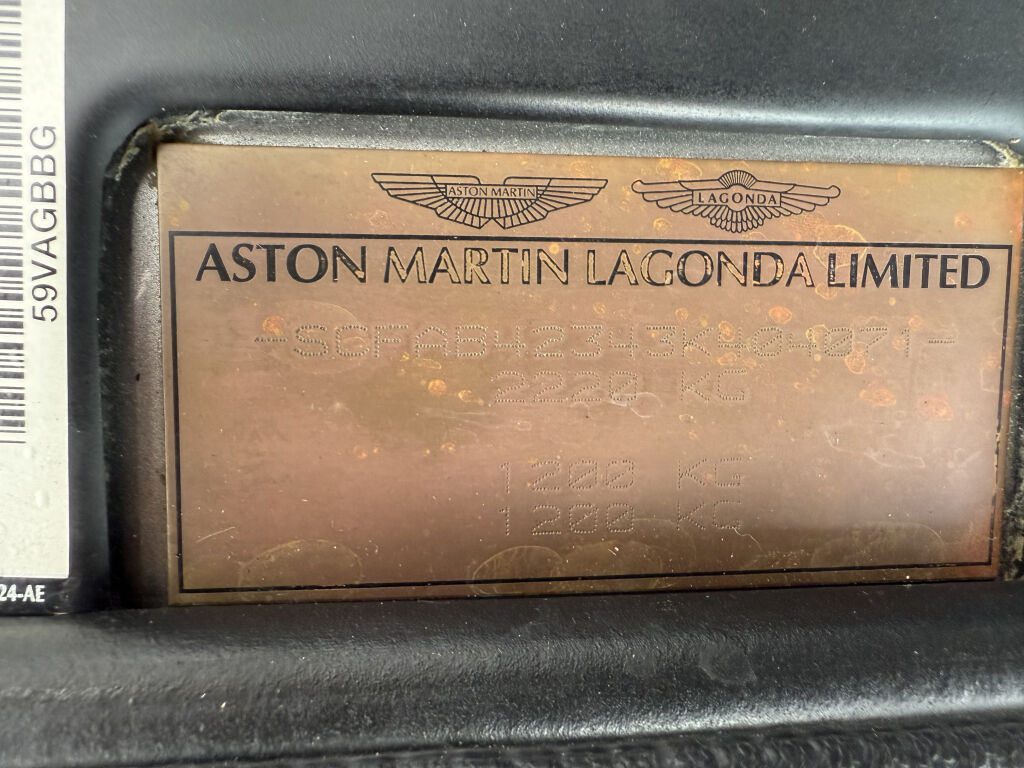 ASTON MARTIN
LAGONDA
ASTON MARTIN LAGONDA LIMITED
-SCFAB42343K404071-
2220 KG
1200 KG
1200 KG
59VAGBBG
24-AE